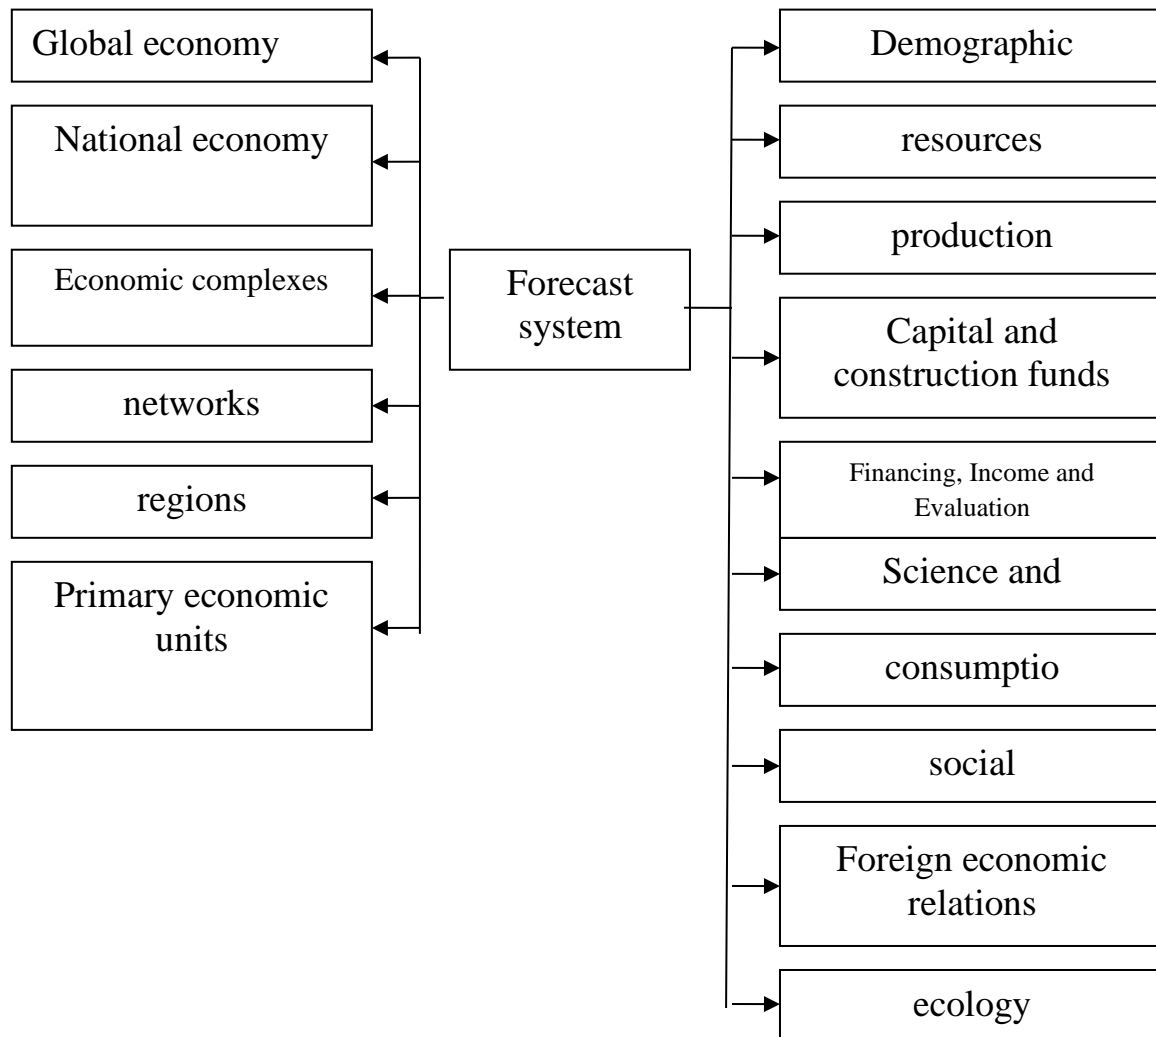 Global economy
National economy
Economic complexes
networks
regions
Primary economic
units
Forecast
system
Demographic
resources
production
Capital and
construction funds
Financing, Income and
Evaluation
Science and
consumptio
social
Foreign economic
relations
ecology